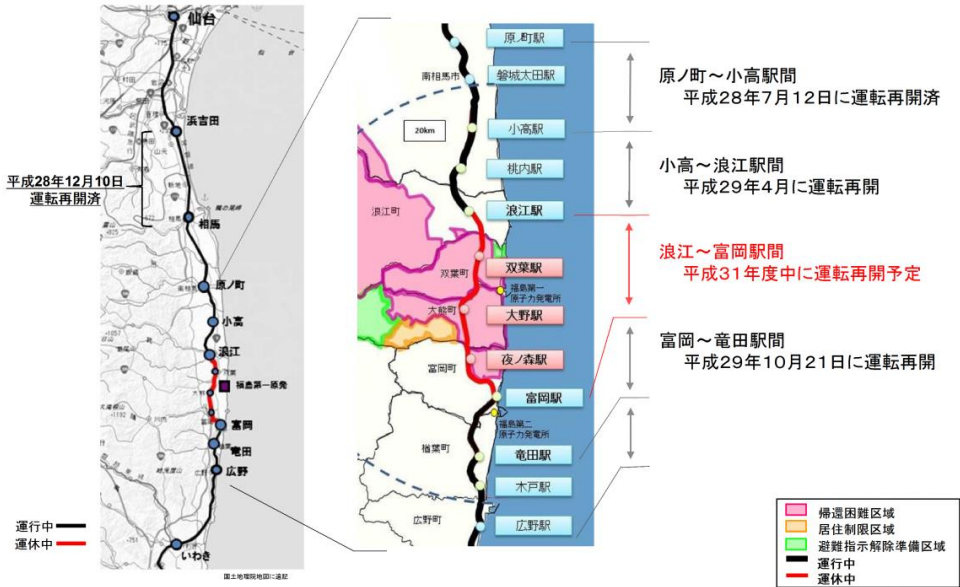 仙台
浜吉田
平成28年12月10日
運転再開済
相馬
原ノ町
小高
浪江
福島第一原発
富岡
竜田
広野
いわき
運行中
運休中
国土地理院地図に追記
原ノ町駅
南相馬市
磐城太田駅
20km
小高駅
桃内駅
浪江町
浪江駅
双葉町
双葉駅
福島第一
原子力発電所
大熊町
大野駅
夜ノ森駅
富岡町
富岡駅
福島第二
原子力発電所
楢葉町
竜田駅
木戸駅
広野町
広野駅
原ノ町~小高駅間
平成28年7月12日に運転再開済
小高~浪江駅間
平成29年4月に運転再開
浪江~富岡駅間
平成31年度中に運転再開予定
富岡~竜田駅間
平成29年10月21日に運転再開
帰還困難区域
居住制限区域
避難指示解除準備区域
運行中
運休中